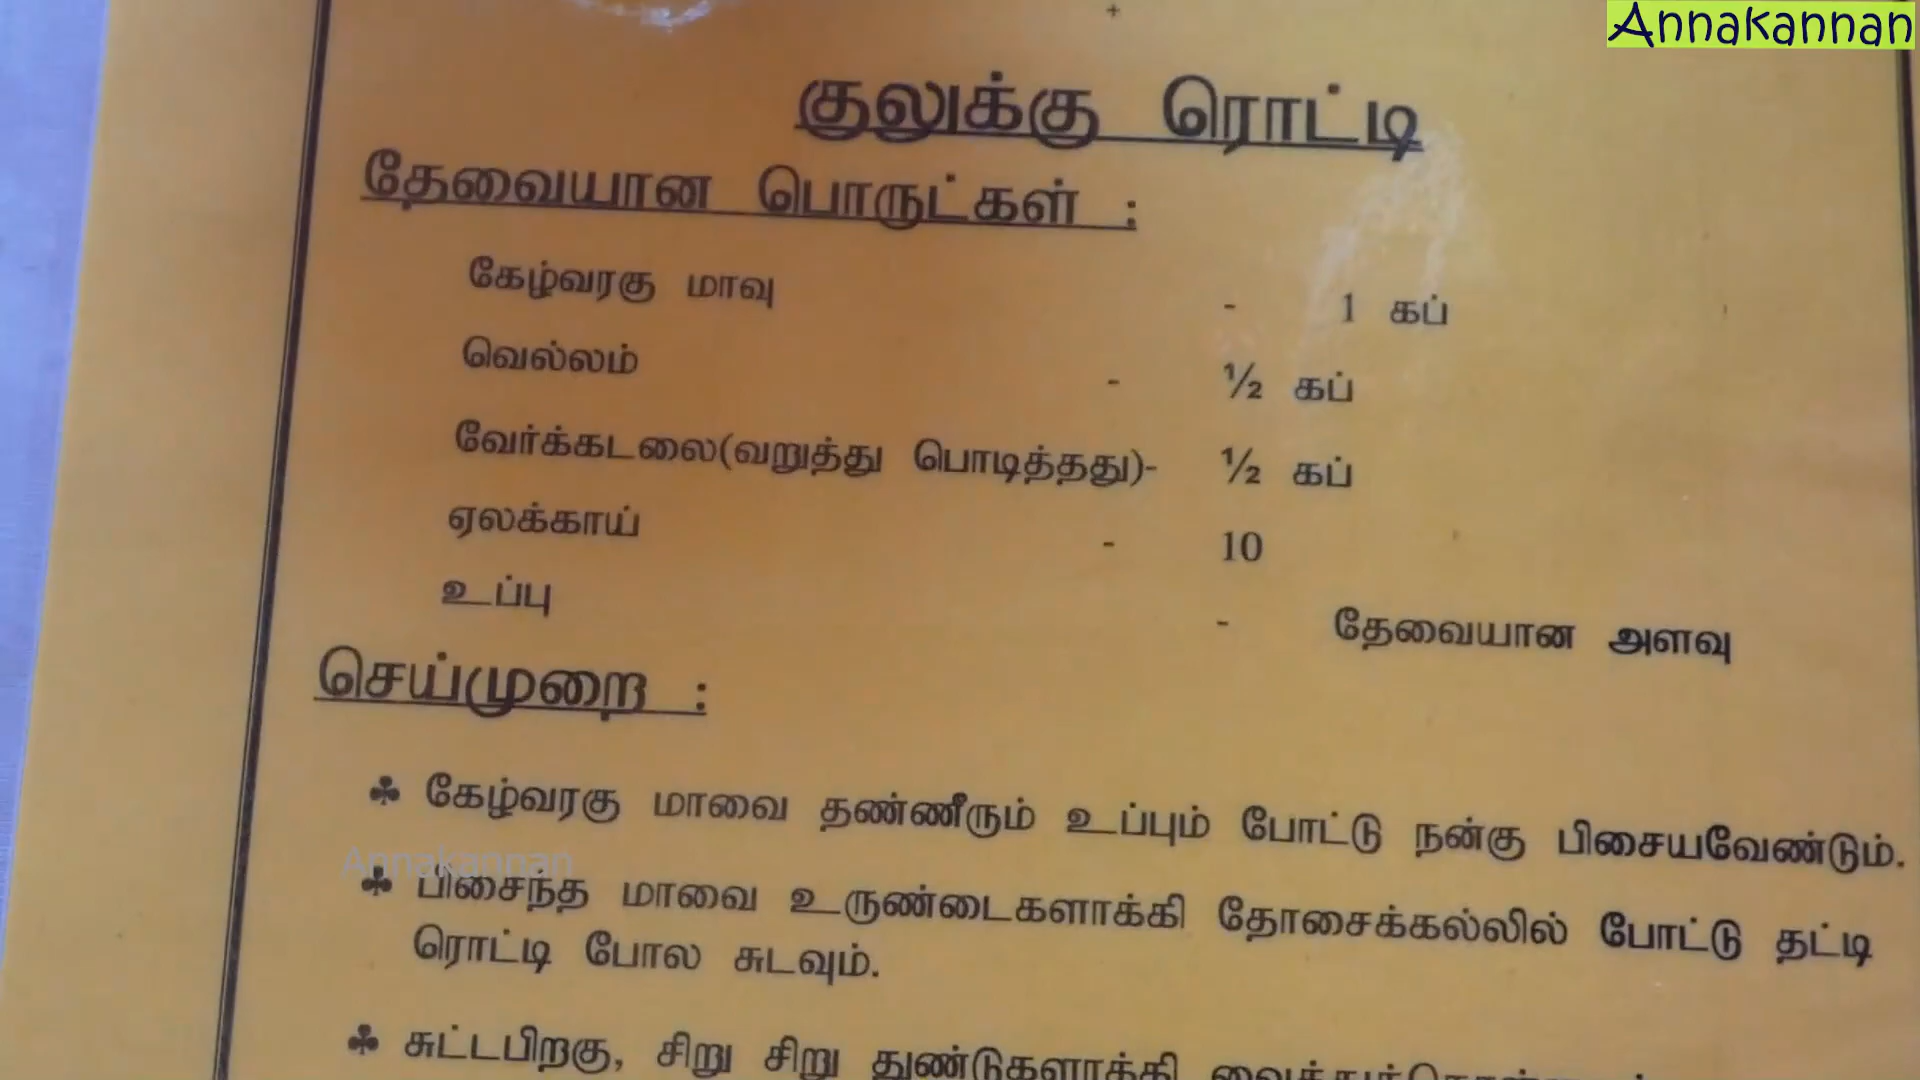 Annakannan
குலுக்கு ரொட்டி
தேவையான பொருட்கள் :
கேழ்வரகு மாவு - 1 கப்
வெல்லம் - ½ கப்
வேர்க்கடலை(வறுத்து பொடித்தது)- ½ கப்
ஏலக்காய் - 10
உப்பு - தேவையான அளவு
செய்முறை :
♣ கேழ்வரகு மாவை தண்ணீரும் உப்பும் போட்டு நன்கு பிசையவேண்டும்.
Annakannan
♣ பிசைந்த மாவை உருண்டைகளாக்கி தோசைக்கல்லில் போட்டு தட்டி
ரொட்டி போல சுடவும்.
♣ சுட்டபிறகு, சிறு சிறு துண்டுகளாக்கி